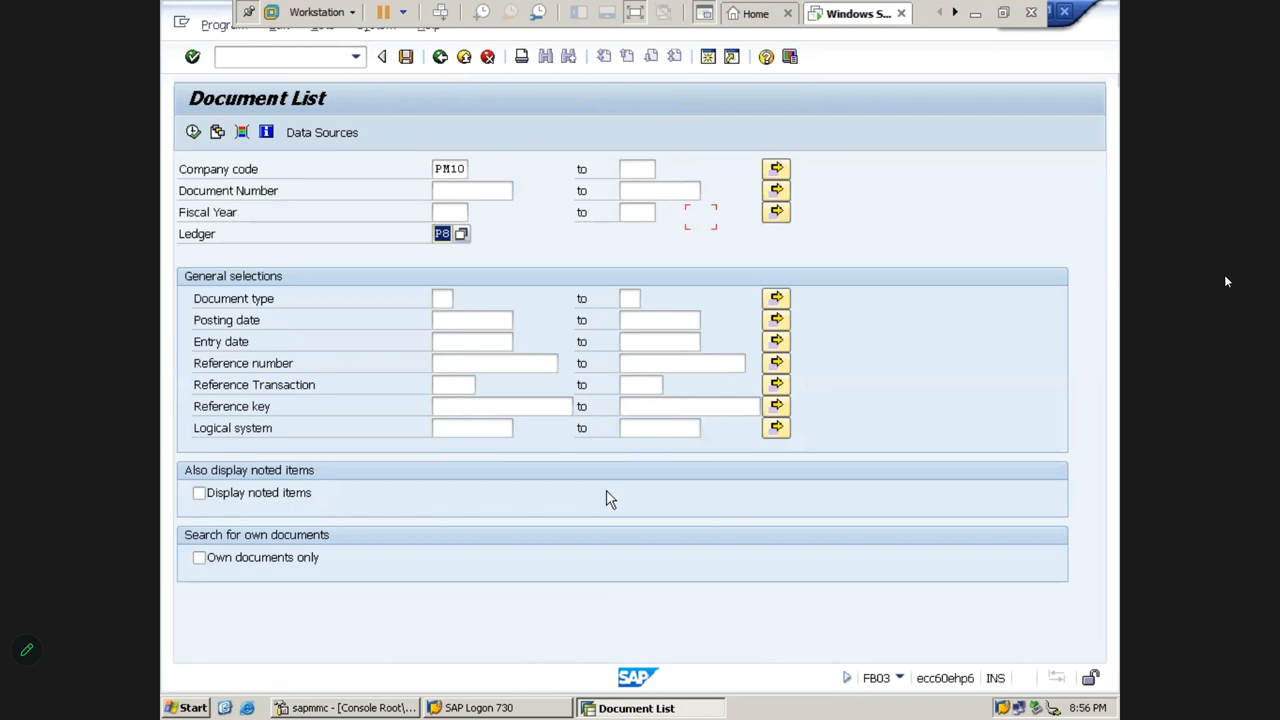 Workstation
Home
Windows S...
Program
Document List
Data Sources
Company code PM10 to
Document Number to
Fiscal Year to
Ledger P8
General selections
Document type to
Posting date to
Entry date to
Reference number to
Reference Transaction to
Reference key to
Logical system to
Also display noted items
Display noted items
Search for own documents
Own documents only
SAP
FB03 ecc60ehp6 INS
Start
sapmmc - [Console Root\...
SAP Logon 730
Document List
8:56 PM